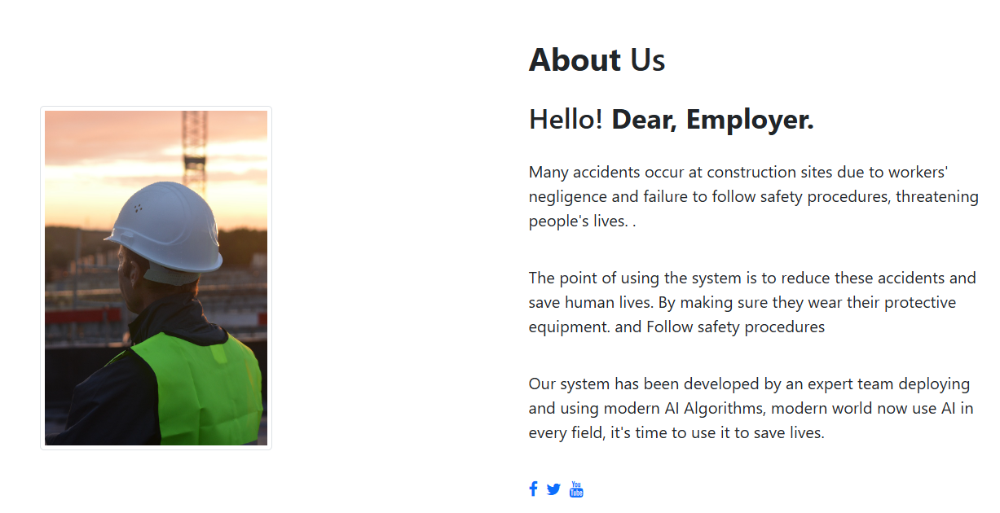 About Us
Hello! Dear, Employer.
Many accidents occur at construction sites due to workers'
negligence and failure to follow safety procedures, threatening
people's lives. .
The point of using the system is to reduce these accidents and
save human lives. By making sure they wear their protective
equipment. and Follow safety procedures
Our system has been developed by an expert team deploying
and using modern AI Algorithms, modern world now use AI in
every field, it's time to use it to save lives.
You
Tube